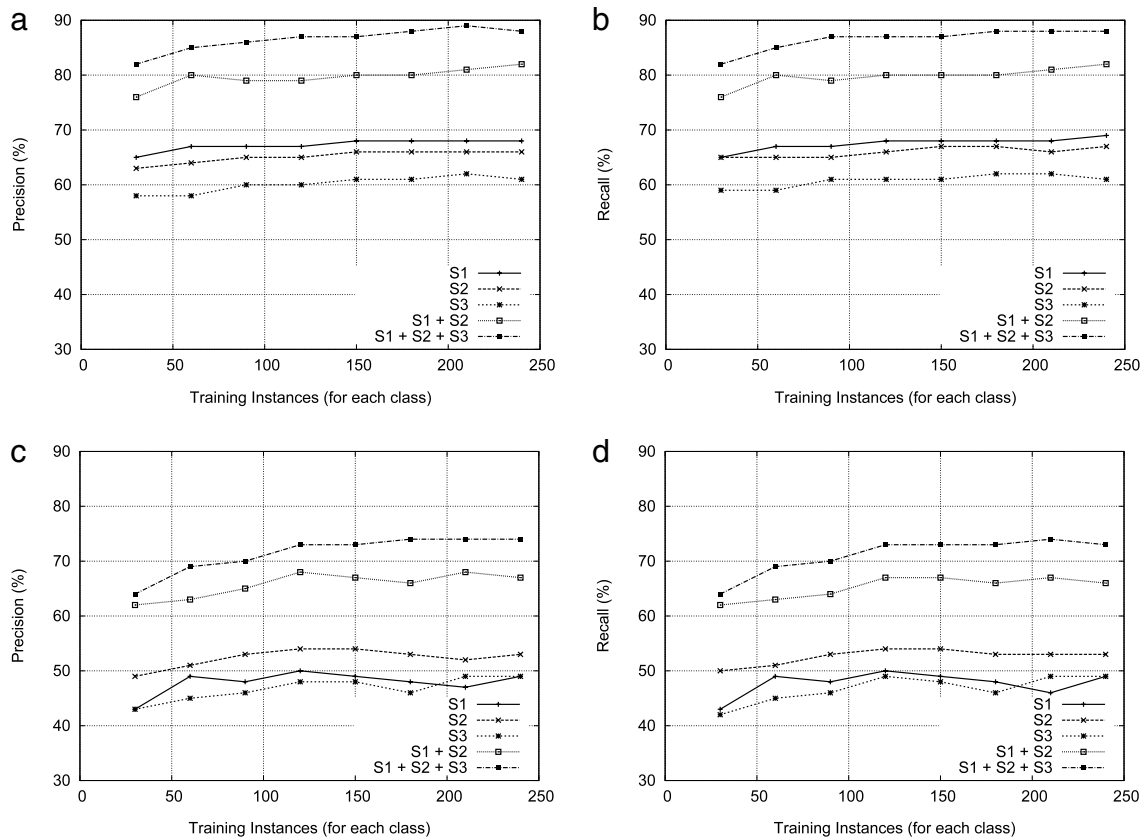 a
90
80
70
60
50
40
30
Precision (%)
0 50 100 150 200 250
Training Instances (for each class)
S1
S2
S3
S1 + S2
S1 + S2 + S3
b
90
80
70
60
50
40
30
Recall (%)
0 50 100 150 200 250
Training Instances (for each class)
S1
S2
S3
S1 + S2
S1 + S2 + S3
c
90
80
70
60
50
40
30
Precision (%)
0 50 100 150 200 250
Training Instances (for each class)
S1
S2
S3
S1 + S2
S1 + S2 + S3
d
90
80
70
60
50
40
30
Recall (%)
0 50 100 150 200 250
Training Instances (for each class)
S1
S2
S3
S1 + S2
S1 + S2 + S3